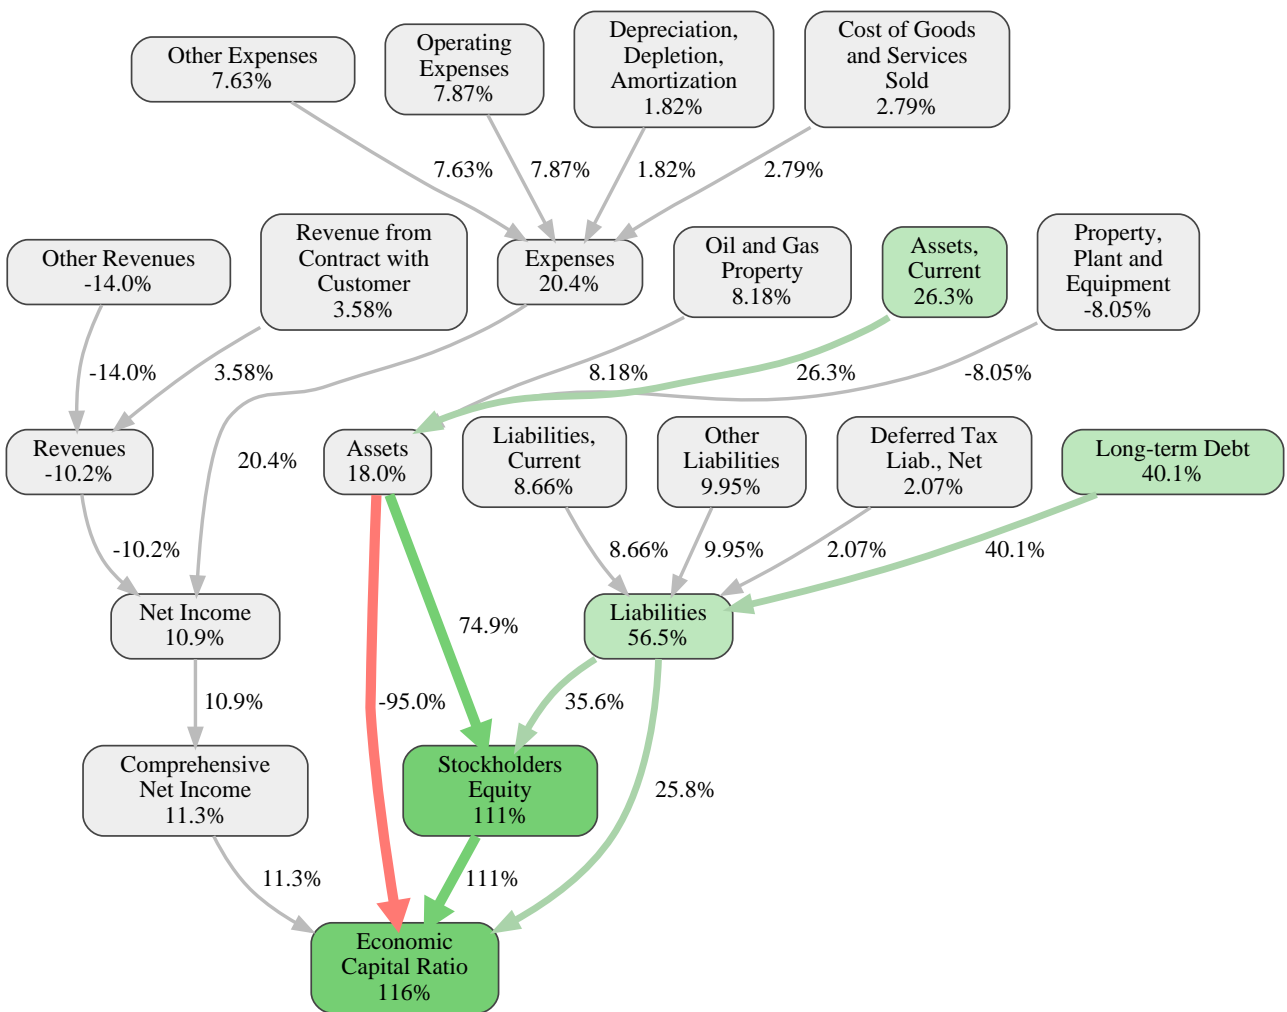 Other Expenses
7.63%
Operating
Expenses
7.87%
Depreciation,
Depletion,
Amortization
1.82%
Cost of Goods
and Services
Sold
2.79%
7.63%
7.87%
1.82%
2.79%
Other Revenues
-14.0%
Revenue from
Contract with
Customer
3.58%
Expenses
20.4%
Oil and Gas
Property
8.18%
Assets,
Current
26.3%
Property,
Plant and
Equipment
-8.05%
-14.0%
3.58%
8.18%
26.3%
-8.05%
Revenues
-10.2%
20.4%
Assets
18.0%
Liabilities,
Current
8.66%
Other
Liabilities
9.95%
Deferred Tax
Liab., Net
2.07%
Long-term Debt
40.1%
-10.2%
8.66%
9.95%
2.07%
40.1%
Net Income
10.9%
74.9%
Liabilities
56.5%
10.9%
-95.0%
35.6%
Comprehensive
Net Income
11.3%
Stockholders
Equity
111%
25.8%
11.3%
111%
Economic
Capital Ratio
116%